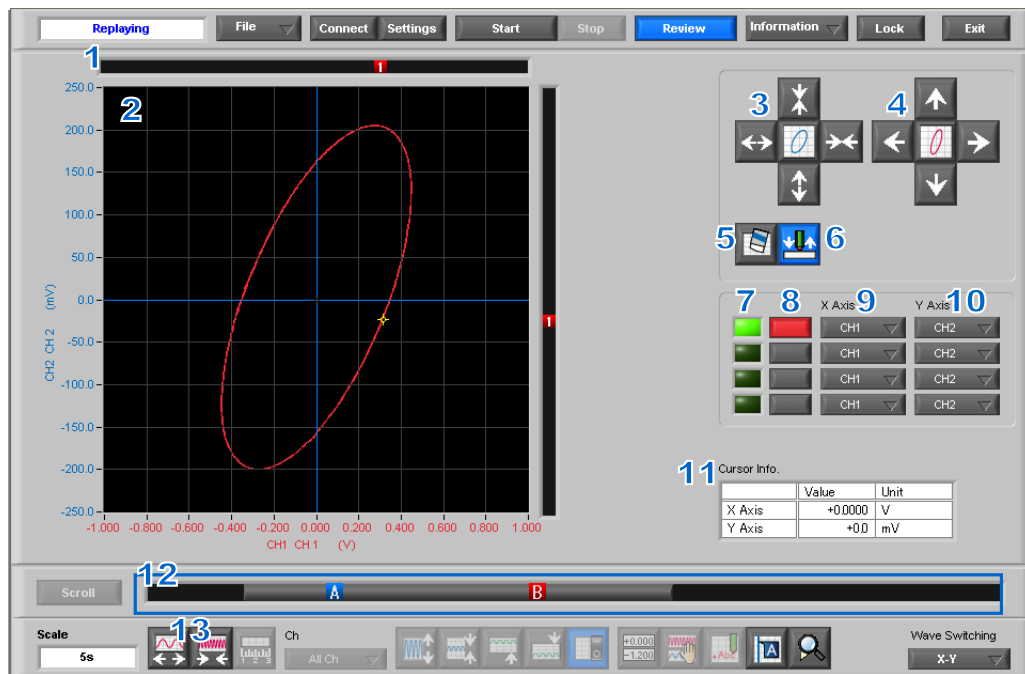 Replaying File Connect Settings Start Stop Review Information Lock Exit
1
1
250.0
2
200.0
150.0
100.0
50.0
0.0
-50.0
-100.0
-150.0
-200.0
-250.0
CH2 CH 2 (mV)
1
-1.000 -0.800 -0.600 -0.400 -0.200 0.000 0.200 0.400 0.600 0.800 1.000
CH1 CH 1 (V)
3 4
5 6
7 8 X Axis 9 Y Axis 10
CH1 CH2
CH1 CH2
CH1 CH2
CH1 CH2
11 Cursor Info.
Value Unit
X Axis +0.0000 V
Y Axis +0.0 mV
Scroll 12 A B
Scale 13 Ch Wave Switching
5s 1 2 3 All Ch +0.000 -1.200 .Abc A X-Y